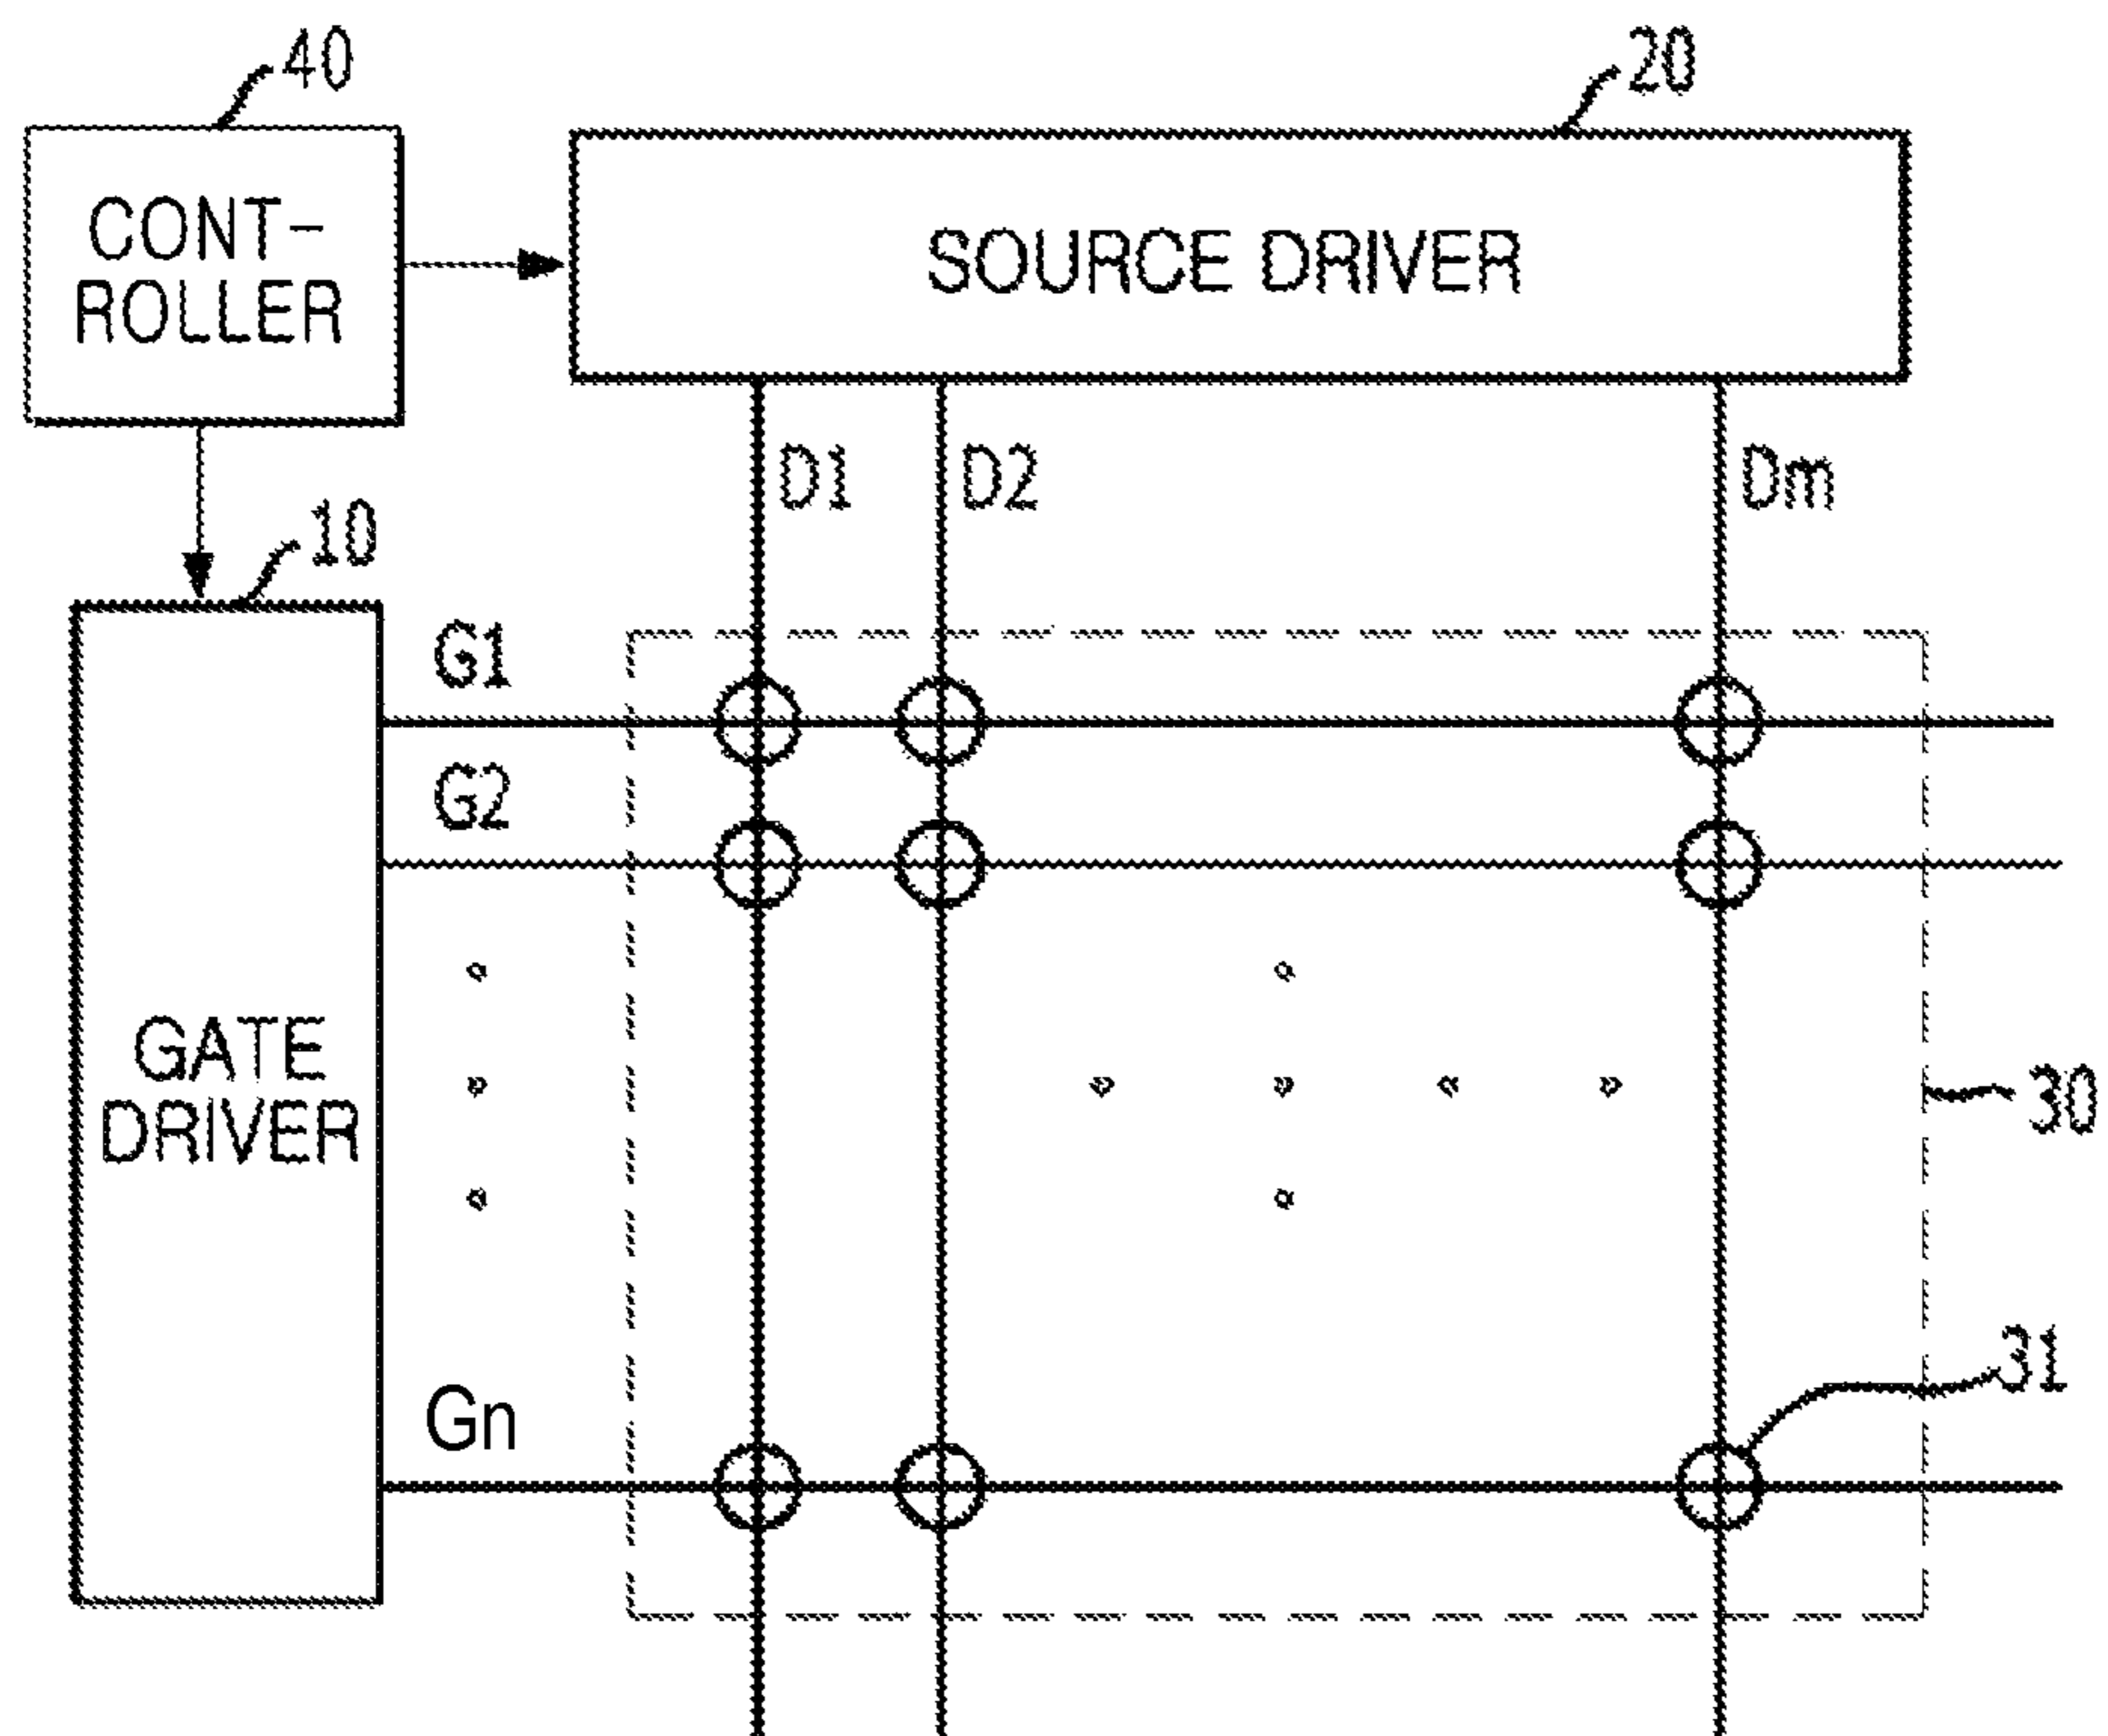 40
20
CONT-
ROLLER
SOURCE DRIVER
D1
D2
Dm
10
G1
G2
GATE
DRIVER
30
31
Gn